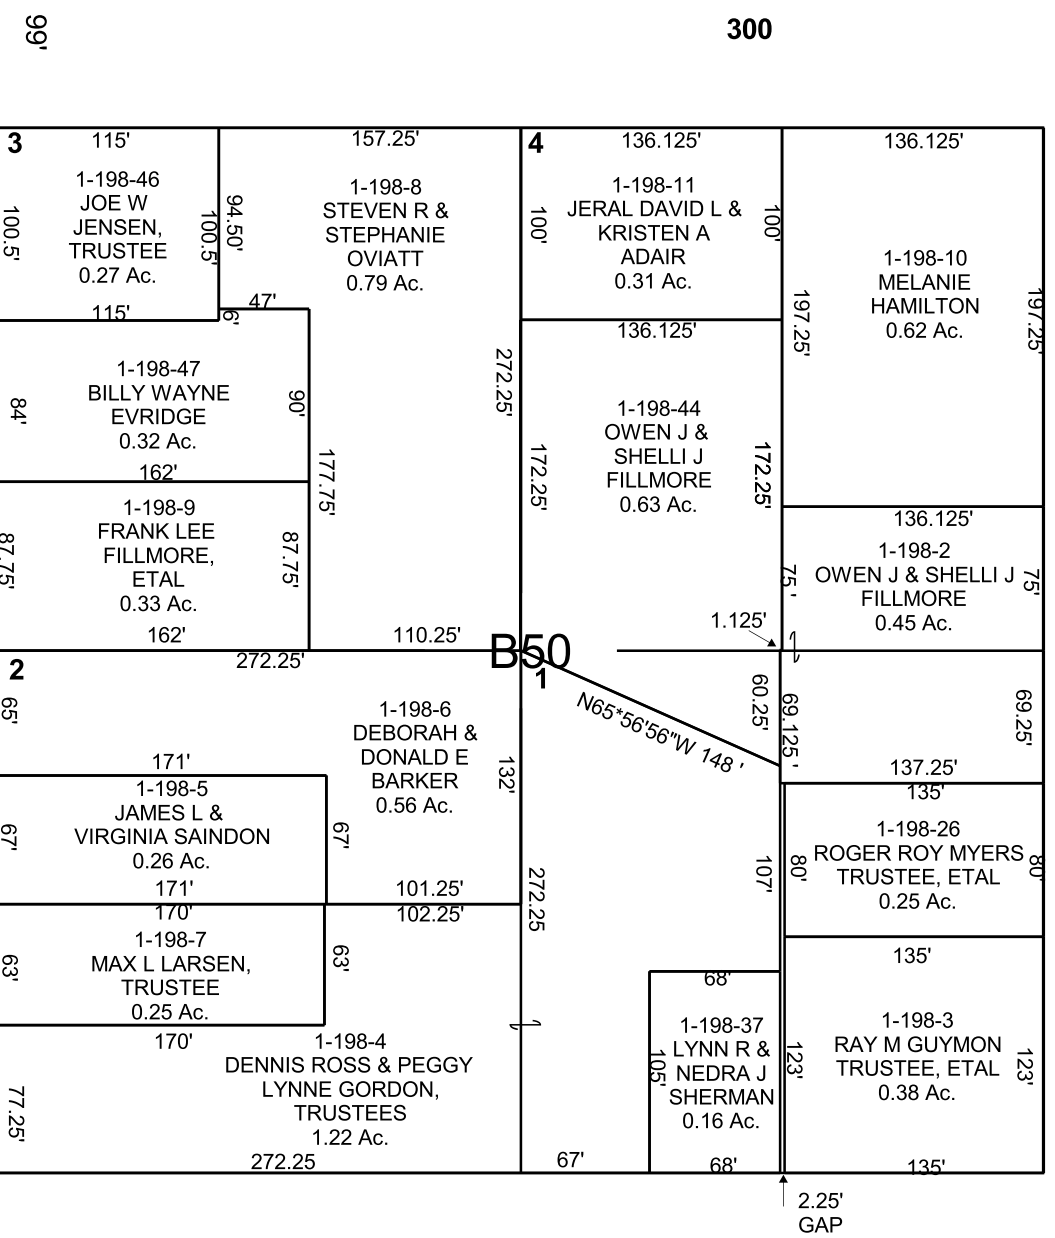 99'
300
3
115'
157.25'
4
136.125'
136.125'
1-198-46
JOE W
JENSEN,
TRUSTEE
0.27 Ac.
100.5'
100.5'
94.50'
1-198-8
STEVEN R &
STEPHANIE
OVIATT
0.79 Ac.
100'
1-198-11
JERAL DAVID L &
KRISTEN A
ADAIR
0.31 Ac.
100'
1-198-10
MELANIE
HAMILTON
0.62 Ac.
197.25'
197.25'
115'
6'
47'
136.125'
1-198-47
BILLY WAYNE
EVRIDGE
0.32 Ac.
84'
90'
162'
177.75'
272.25'
172.25'
1-198-44
OWEN J &
SHELLI J
FILLMORE
0.63 Ac.
172.25'
136.125'
1-198-9
FRANK LEE
FILLMORE,
ETAL
0.33 Ac.
87.75'
87.75'
162'
110.25'
75 '
1-198-2
OWEN J & SHELLI J
FILLMORE
0.45 Ac.
75'
1.125'
B50
2
272.25'
1
65'
1-198-6
DEBORAH &
DONALD E
BARKER
0.56 Ac.
132'
N65*56'56"W 148 '
60.25'
69.125 '
69.25'
137.25'
171'
1-198-5
JAMES L &
VIRGINIA SAINDON
0.26 Ac.
67'
67'
171'
101.25'
272.25
107'
135'
1-198-26
ROGER ROY MYERS
TRUSTEE, ETAL
0.25 Ac.
80'
80'
170'
102.25'
1-198-7
MAX L LARSEN,
TRUSTEE
0.25 Ac.
63'
63'
170'
135'
68'
1-198-4
DENNIS ROSS & PEGGY
LYNNE GORDON,
TRUSTEES
1.22 Ac.
77.25'
272.25
67'
105'
1-198-37
LYNN R &
NEDRA J
SHERMAN
0.16 Ac.
68'
123'
1-198-3
RAY M GUYMON
TRUSTEE, ETAL
0.38 Ac.
123'
135'
2.25'
GAP